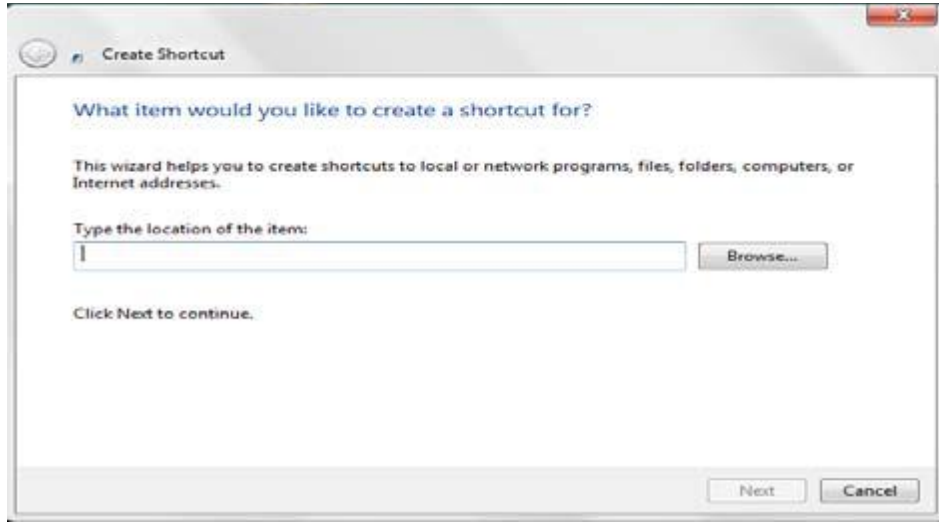 Create Shortcut
What item would you like to create a shortcut for?
This wizard helps you to create shortcuts to local or network programs, files, folders, computers, or
Internet addresses.
Type the location of the item:
Browse...
Click Next to continue.
Next
Cancel